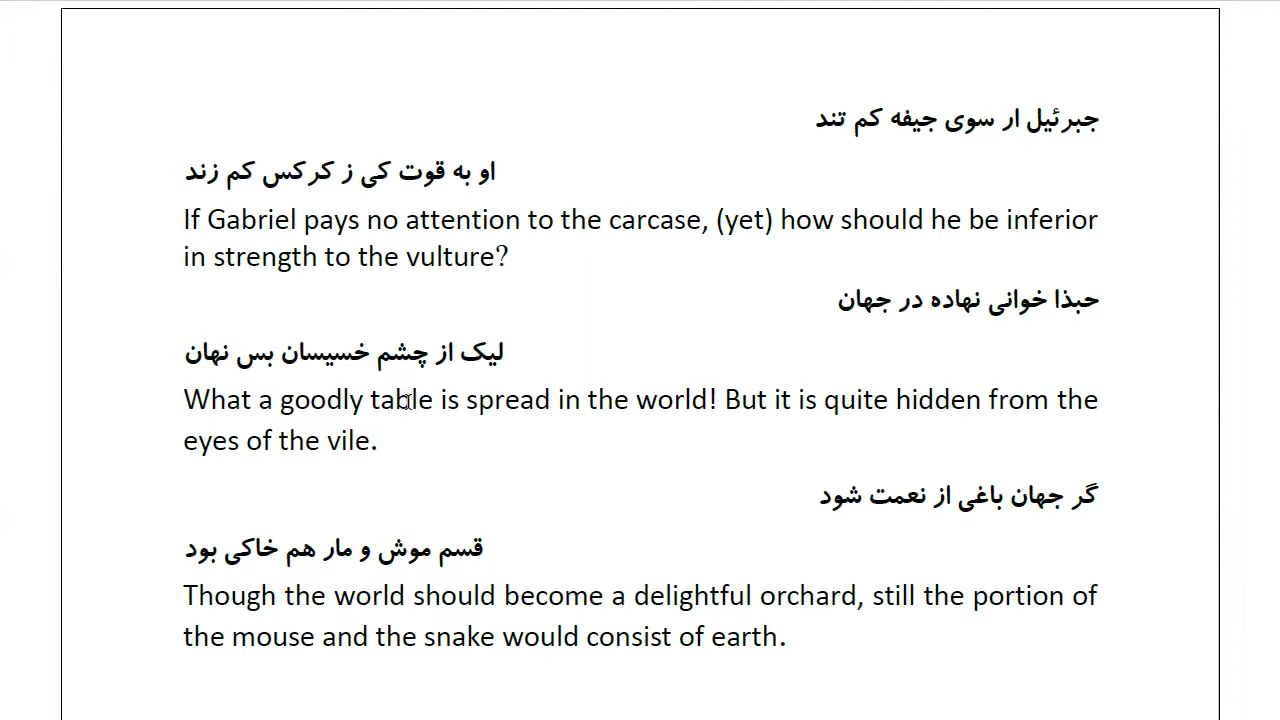 جبرئیل ار سوی جیفه کم تند
او به قوت کی ز کرکس کم زند
If Gabriel pays no attention to the carcase, (yet) how should he be inferior
in strength to the vulture?
حبذا خوانی نهاده در جهان
لیک از چشم خسیسان بس نهان
What a goodly table is spread in the world! But it is quite hidden from the
eyes of the vile.
گر جهان باغی از نعمت شود
قسم موش و مار هم خاکی بود
Though the world should become a delightful orchard, still the portion of
the mouse and the snake would consist of earth.